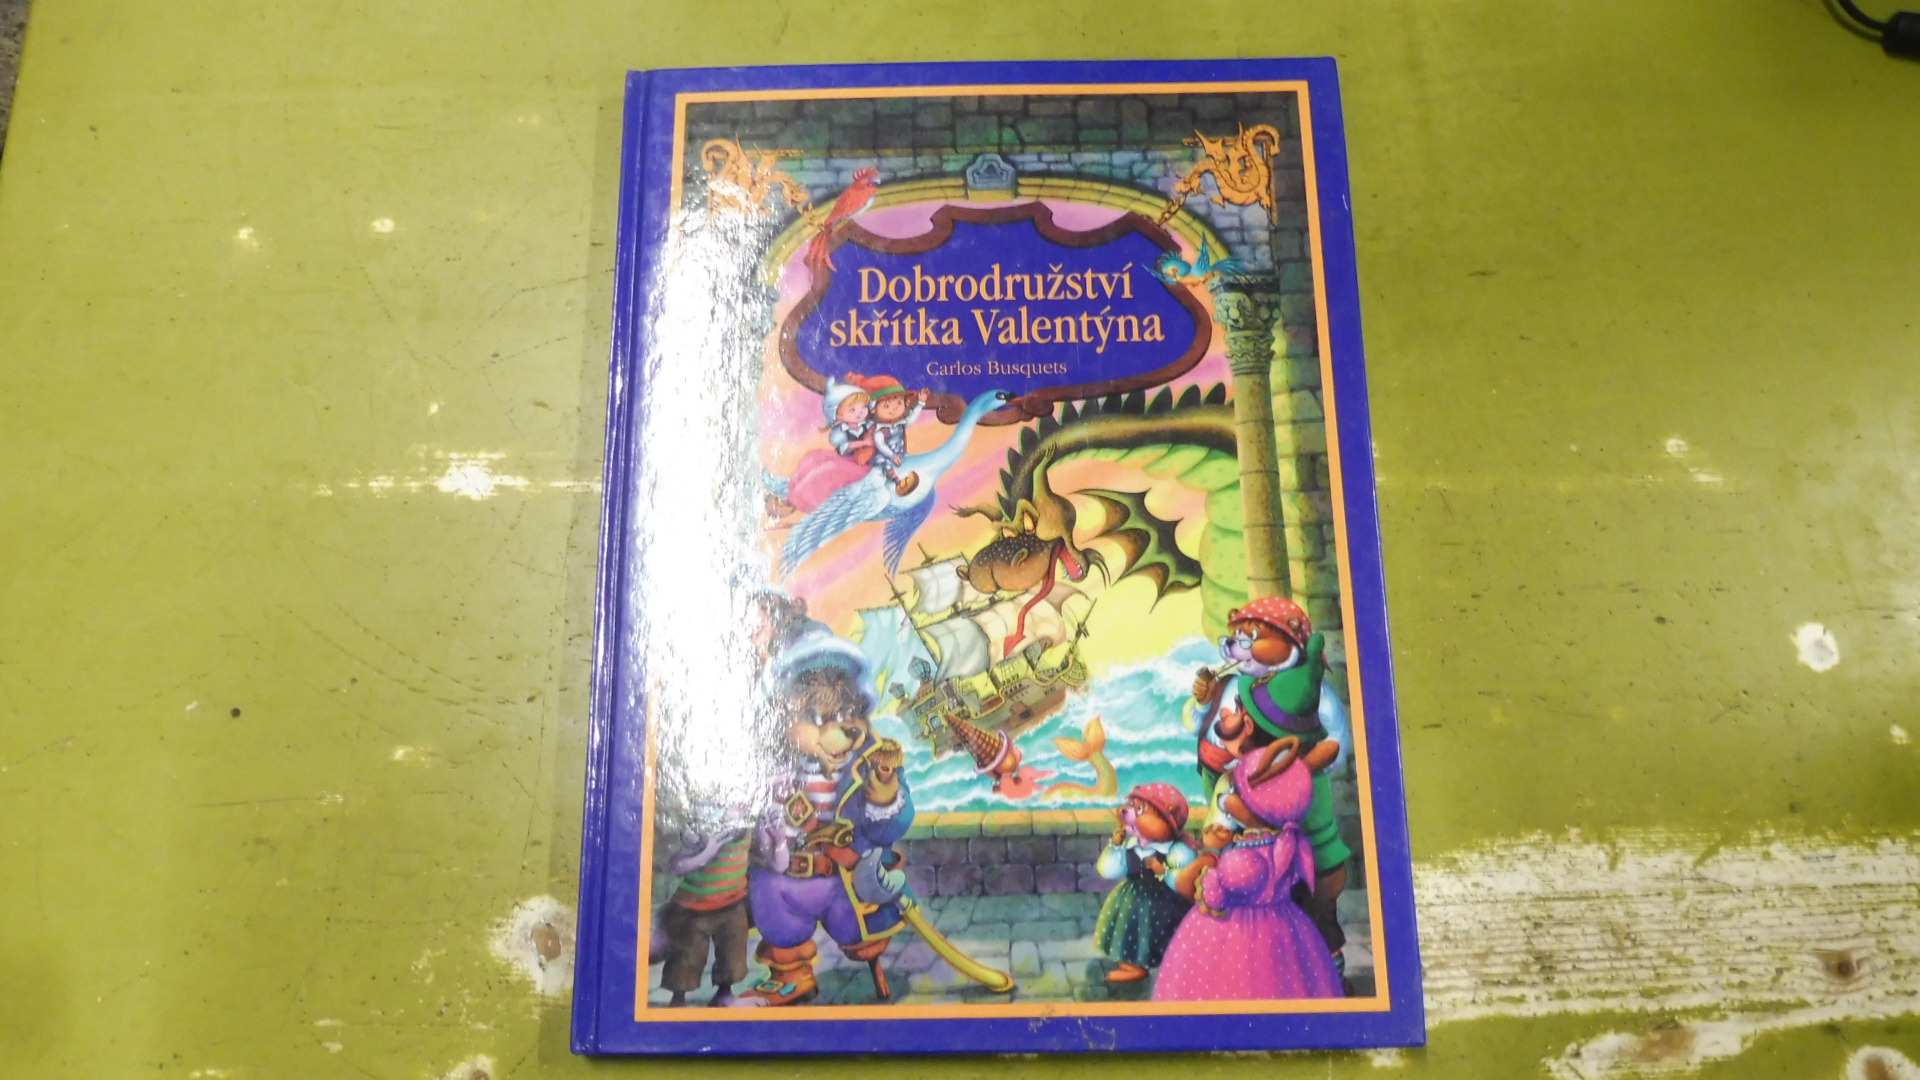 Dobrodružství
skřítka Valentýna
Carlos Busquets